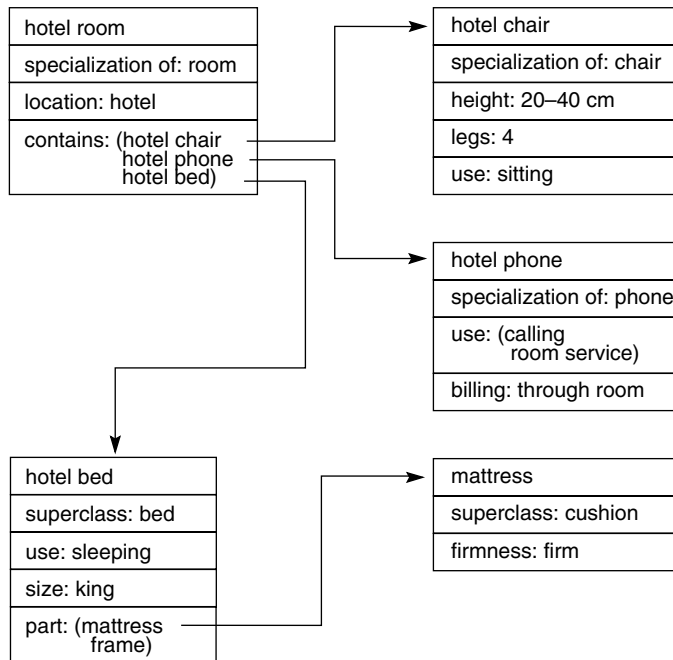 hotel room
specialization of: room
location: hotel
contains: (hotel chair
hotel phone
hotel bed)
hotel chair
specialization of: chair
height: 20–40 cm
legs: 4
use: sitting
hotel phone
specialization of: phone
use: (calling
room service)
billing: through room
hotel bed
superclass: bed
use: sleeping
size: king
part: (mattress
frame)
mattress
superclass: cushion
firmness: firm